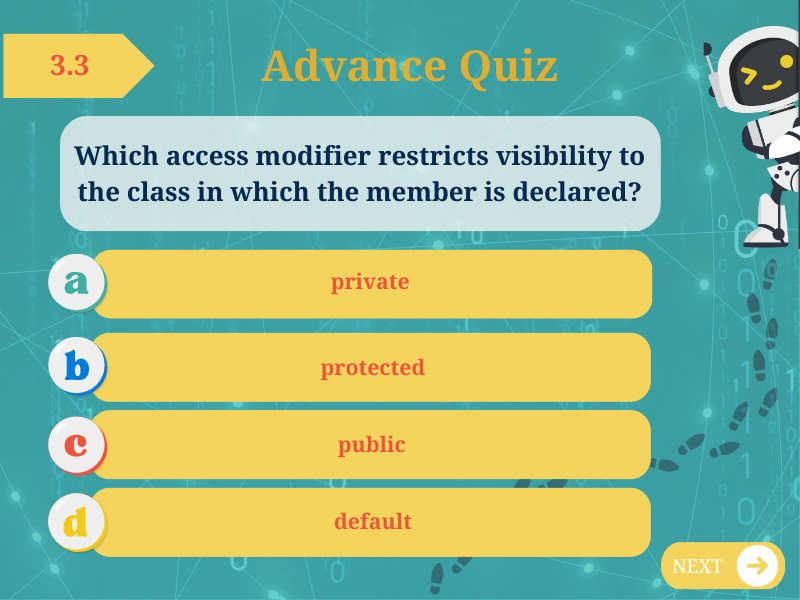 3.3
Advance Quiz
Which access modifier restricts visibility to
the class in which the member is declared?
a
private
b
protected
c
public
d
default
NEXT